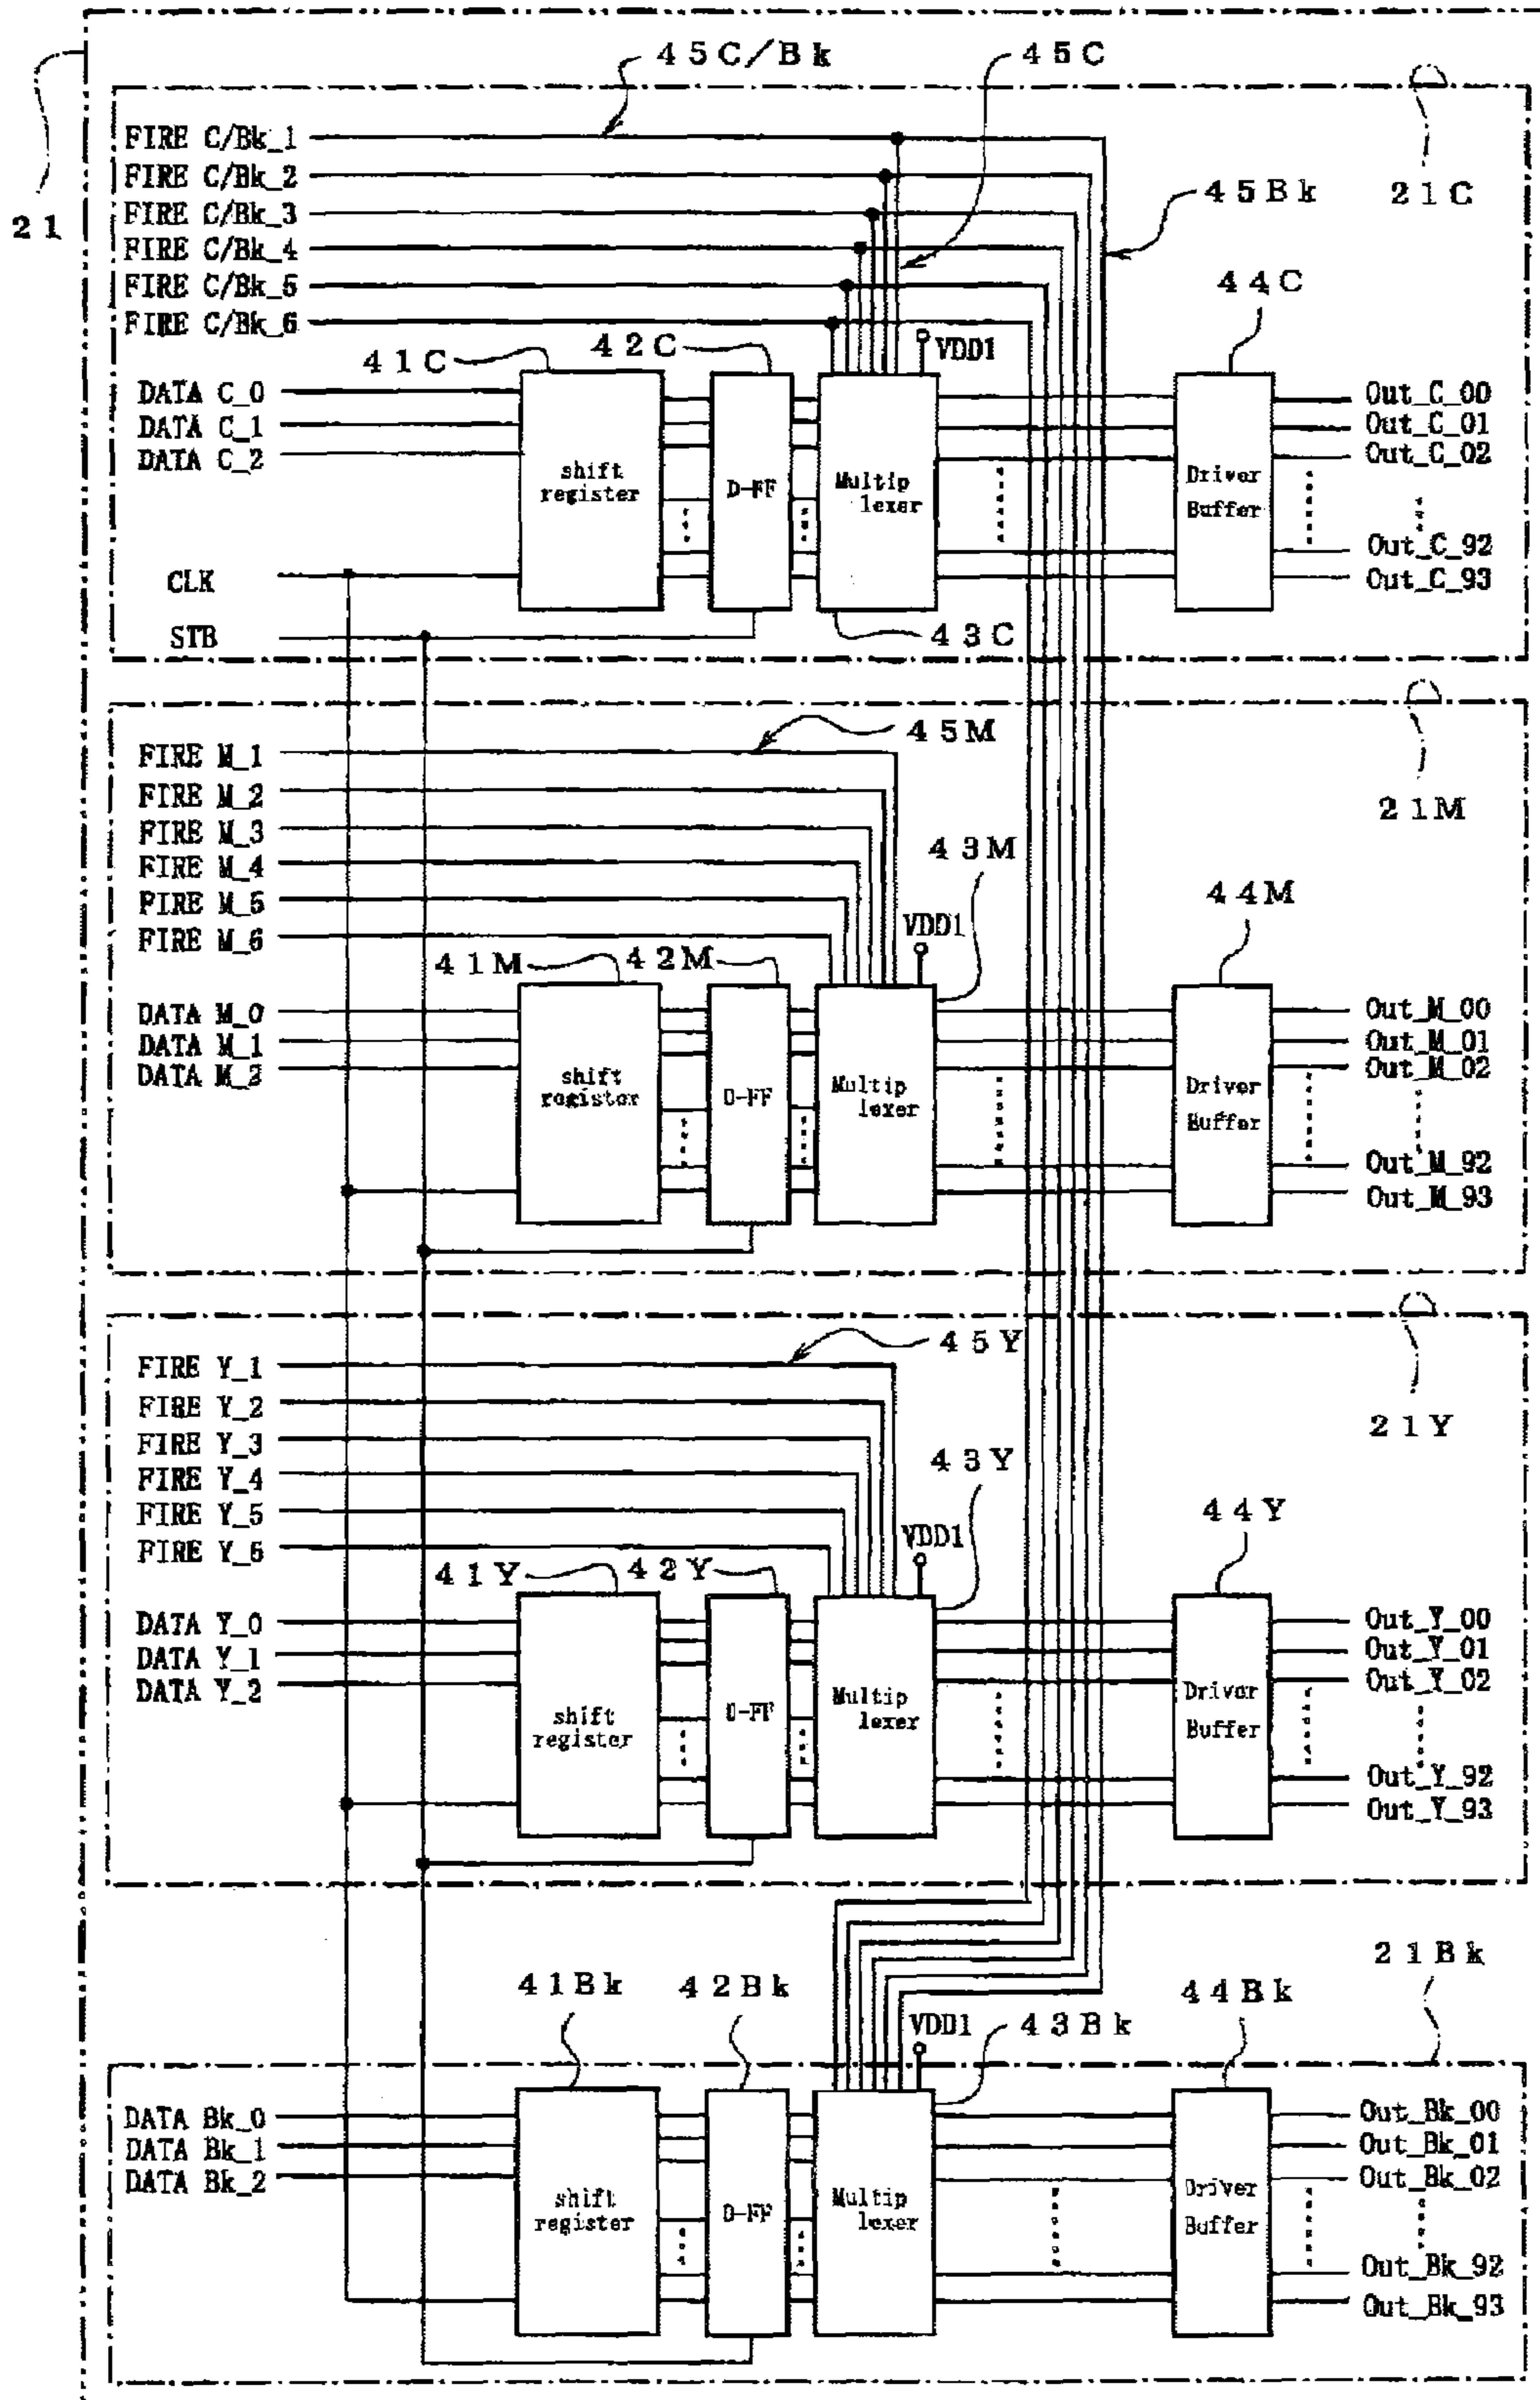 45C/Bk
45C
21
FIRE C/Bk_1
FIRE C/Bk_2
FIRE C/Bk_3
FIRE C/Bk_4
FIRE C/Bk_5
FIRE C/Bk_6
21C
45Bk
44C
41C
42C
VDD1
DATA C_0
DATA C_1
DATA C_2
CLK
STB
shift
register
D-FF
Multip
lexer
43C
Driver
Buffer
Out_C_00
Out_C_01
Out_C_02
Out_C_92
Out_C_93
FIRE M_1
FIRE M_2
FIRE M_3
FIRE M_4
FIRE M_5
FIRE M_6
45M
21M
43M
44M
VDD1
41M
42M
DATA M_0
DATA M_1
DATA M_2
shift
register
D-FF
Multip
lexer
Driver
Buffer
Out_M_00
Out_M_01
Out_M_02
Out_M_92
Out_M_93
FIRE Y_1
FIRE Y_2
FIRE Y_3
FIRE Y_4
FIRE Y_5
FIRE Y_6
45Y
21Y
43Y
44Y
VDD1
41Y
42Y
DATA Y_0
DATA Y_1
DATA Y_2
shift
register
D-FF
Multip
lexer
Driver
Buffer
Out_Y_00
Out_Y_01
Out_Y_02
Out_Y_92
Out_Y_93
21Bk
41Bk
42Bk
VDD1
43Bk
44Bk
DATA Bk_0
DATA Bk_1
DATA Bk_2
shift
register
D-FF
Multip
lexer
Driver
Buffer
Out_Bk_00
Out_Bk_01
Out_Bk_02
Out_Bk_92
Out_Bk_93